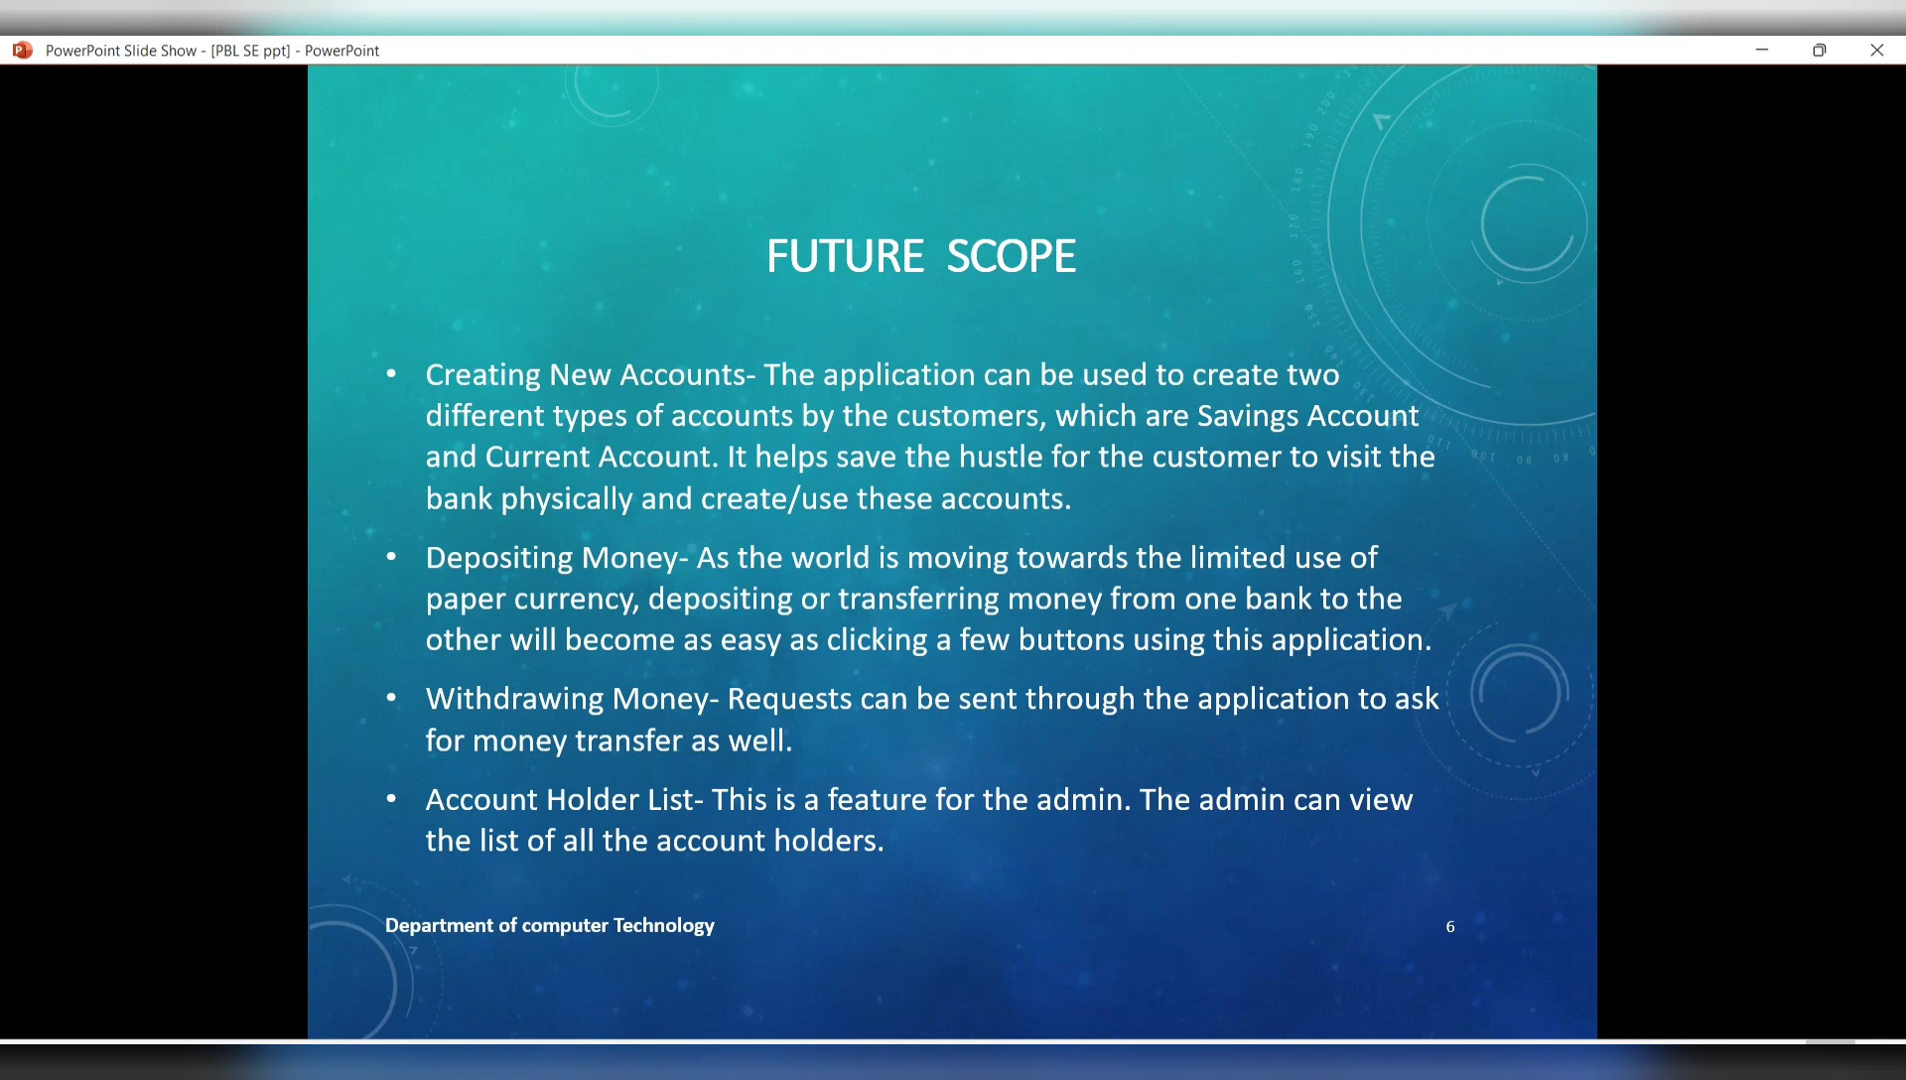 PowerPoint Slide Show - [PBL SE ppt] - PowerPoint
FUTURE SCOPE
• Creating New Accounts- The application can be used to create two
different types of accounts by the customers, which are Savings Account
and Current Account. It helps save the hustle for the customer to visit the
bank physically and create/use these accounts.
• Depositing Money- As the world is moving towards the limited use of
paper currency, depositing or transferring money from one bank to the
other will become as easy as clicking a few buttons using this application.
• Withdrawing Money- Requests can be sent through the application to ask
for money transfer as well.
• Account Holder List- This is a feature for the admin. The admin can view
the list of all the account holders.
Department of computer Technology
6